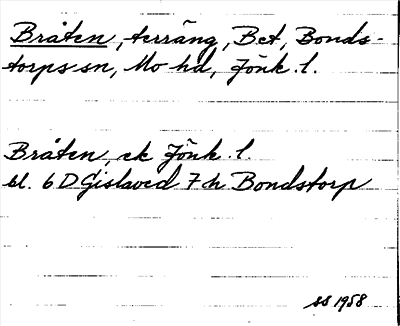 Bråten, terräng, Bet, Bonds-
torps sn, Mo hd, Jönk. l.
Bråten, ek Jönk. l.
bl. 6 D Gislaved 7 h Bondstorp
SS 1958